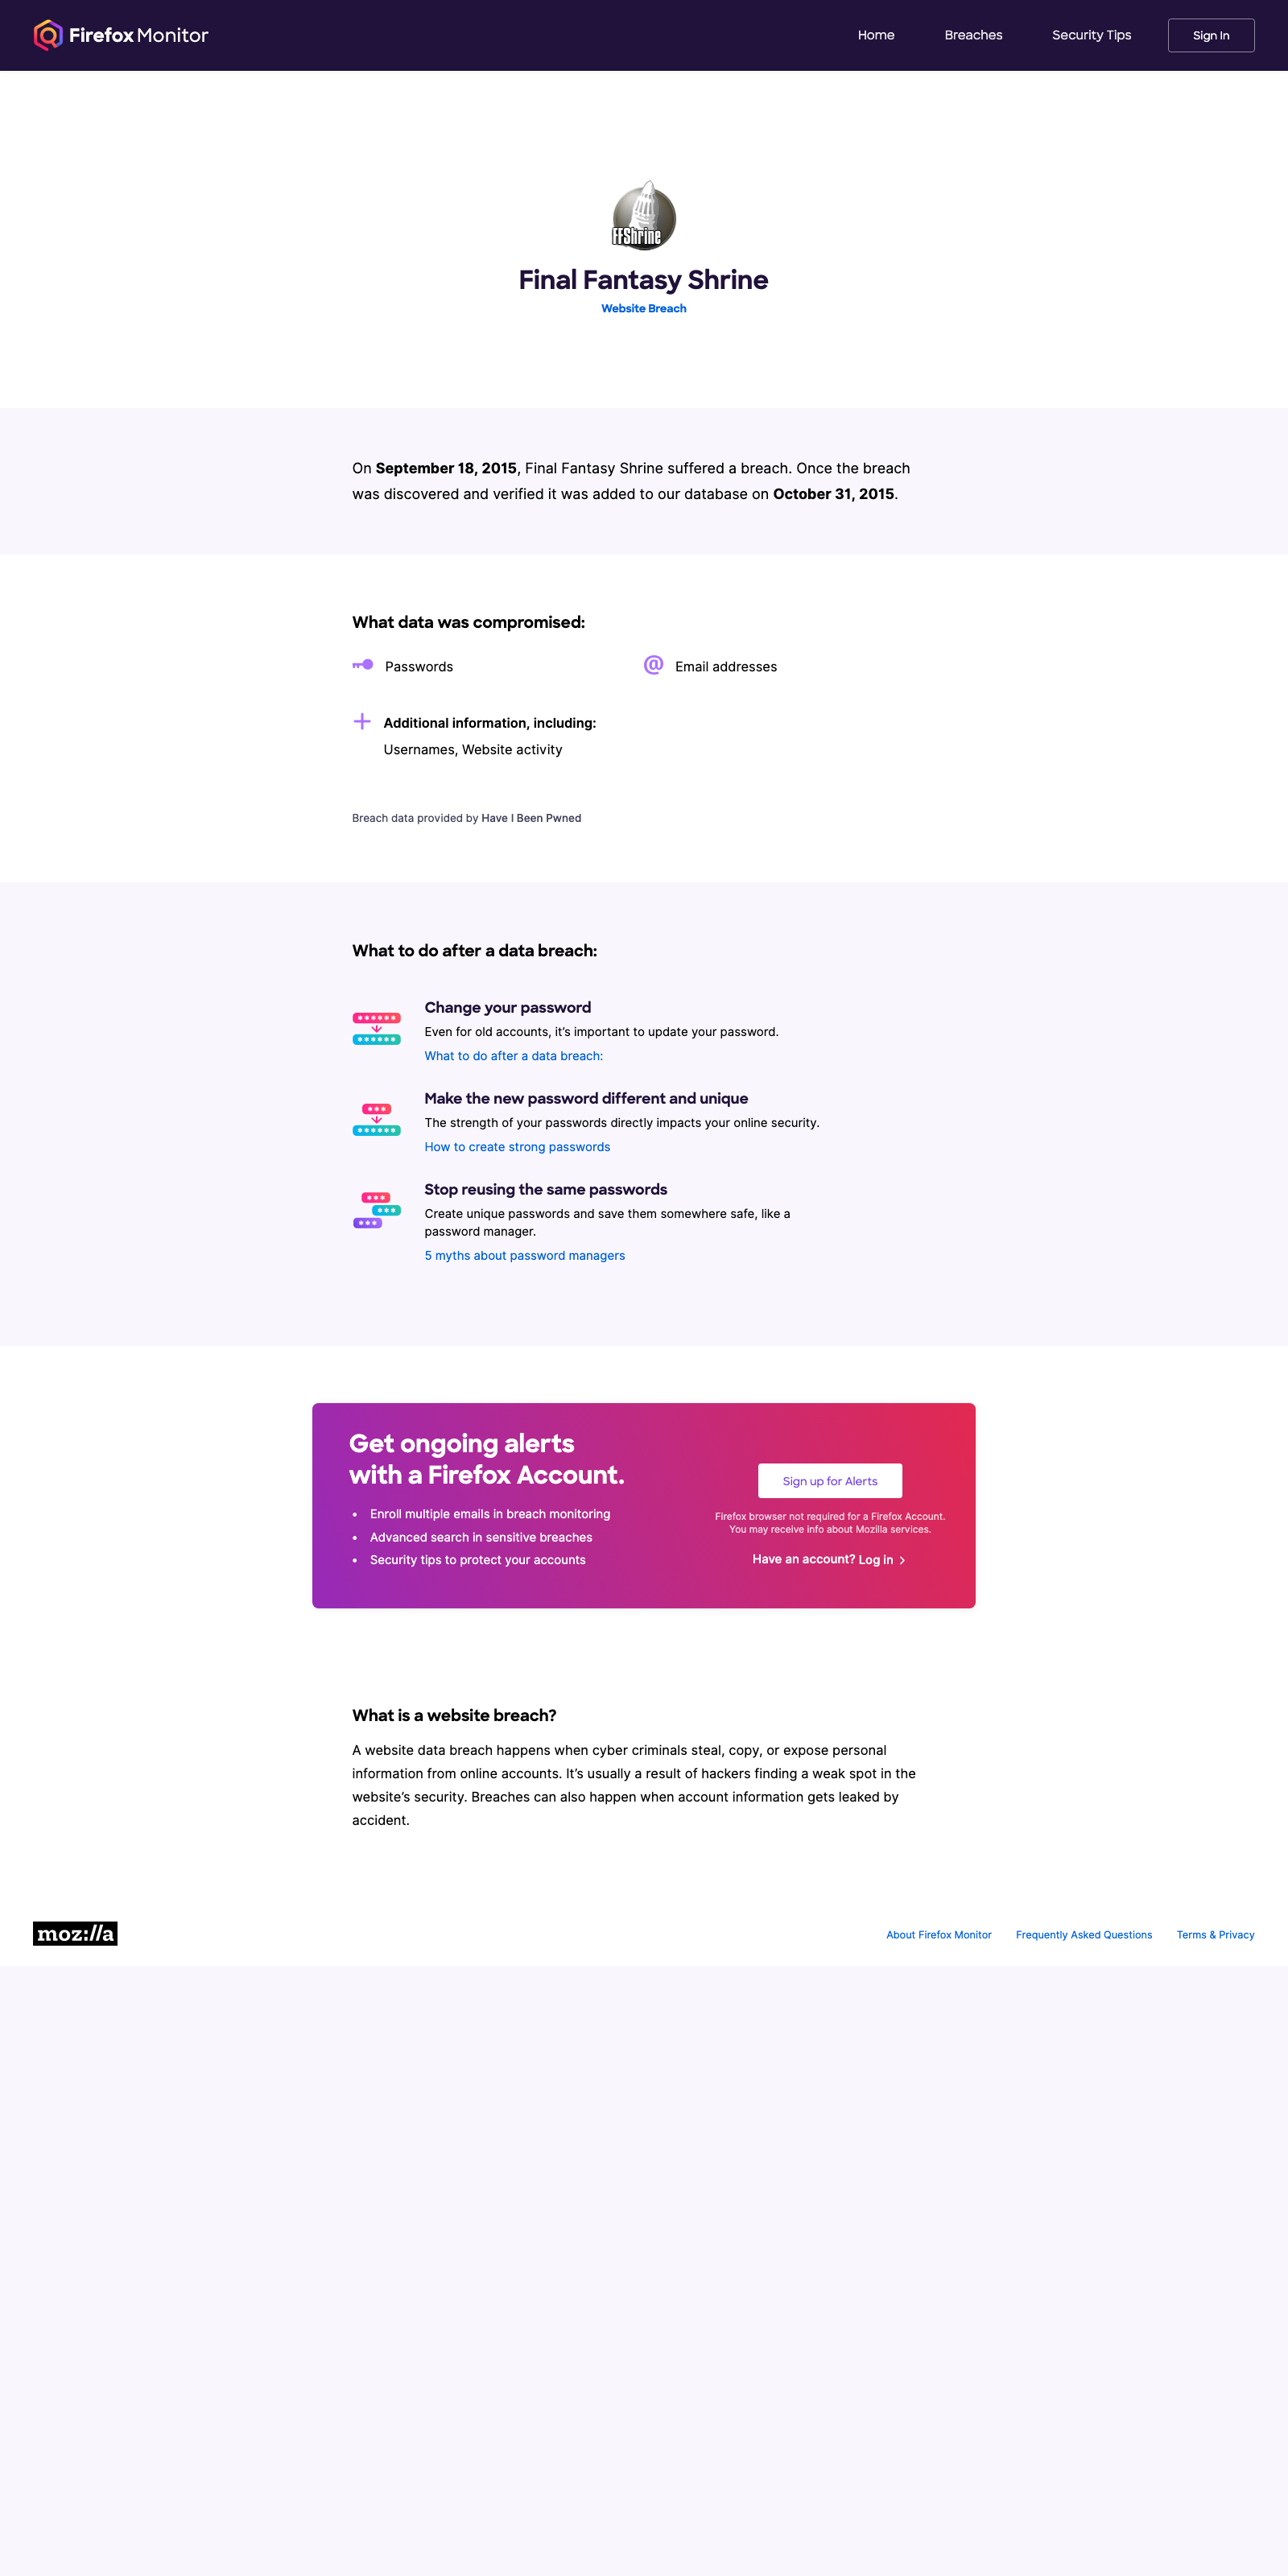 Firefox Monitor
Home
Breaches
Security Tips
Sign In
FFShrine
Final Fantasy Shrine
Website Breach
On September 18, 2015, Final Fantasy Shrine suffered a breach. Once the breach
was discovered and verified it was added to our database on October 31, 2015.
What data was compromised:
Passwords
Email addresses
Additional information, including:
Usernames, Website activity
Breach data provided by Have I Been Pwned
What to do after a data breach:
Change your password
Even for old accounts, it’s important to update your password.
What to do after a data breach:
Make the new password different and unique
The strength of your passwords directly impacts your online security.
How to create strong passwords
Stop reusing the same passwords
Create unique passwords and save them somewhere safe, like a
password manager.
5 myths about password managers
Get ongoing alerts
with a Firefox Account.
• Enroll multiple emails in breach monitoring
• Advanced search in sensitive breaches
• Security tips to protect your accounts
Sign up for Alerts
Firefox browser not required for a Firefox Account.
You may receive info about Mozilla services.
Have an account? Log in
What is a website breach?
A website data breach happens when cyber criminals steal, copy, or expose personal
information from online accounts. It’s usually a result of hackers finding a weak spot in the
website’s security. Breaches can also happen when account information gets leaked by
accident.
moz://a
About Firefox Monitor
Frequently Asked Questions
Terms & Privacy